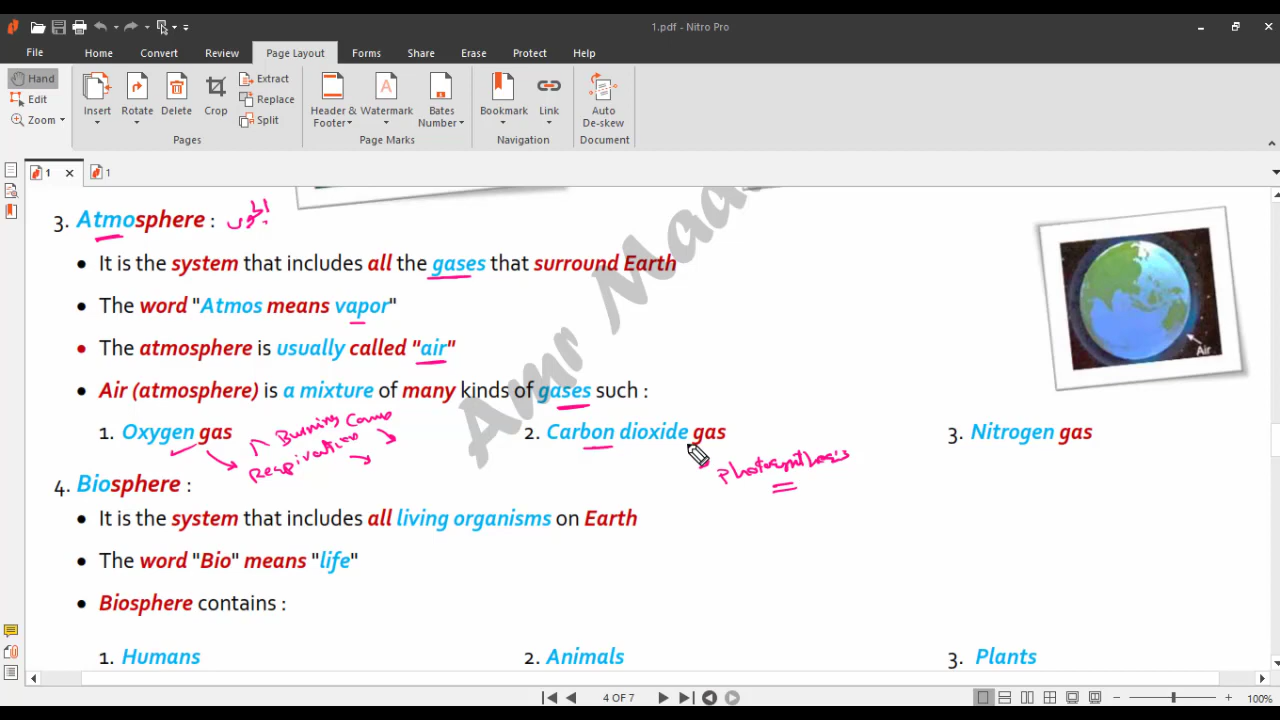 1.pdf - Nitro Pro
File Home Convert Review Page Layout Forms Share Erase Protect Help
Hand
Edit
Zoom
Insert Rotate Delete Crop
Extract
Replace
Split
Pages
Header & Footer Watermark Bates Number
Page Marks
Bookmark Link
Navigation
Auto De-skew
Document
1 1
3. Atmosphere :
• It is the system that includes all the gases that surround Earth
• The word "Atmos means vapor"
• The atmosphere is usually called "air"
• Air (atmosphere) is a mixture of many kinds of gases such :
1. Oxygen gas 2. Carbon dioxide gas 3. Nitrogen gas
Burning
Respiration
Photosynthesis
Air
4. Biosphere :
• It is the system that includes all living organisms on Earth
• The word "Bio" means "life"
• Biosphere contains :
1. Humans 2. Animals 3. Plants
4 OF 7
100%